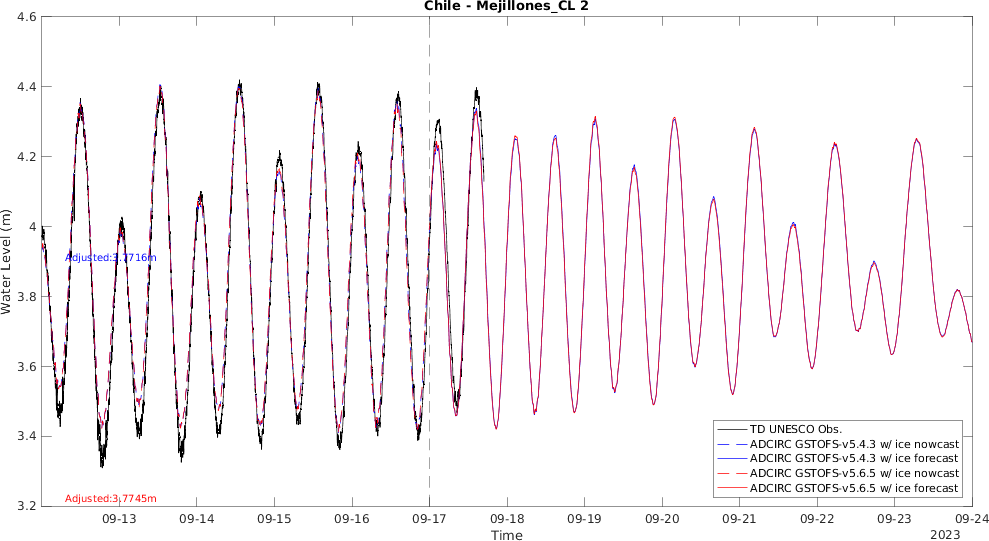 Chile - Mejillones_CL 2
Water Level (m)
4.6
4.4
4.2
4
3.8
3.6
3.4
3.2
Adjusted:3.7716m
Adjusted:3.7745m
TD UNESCO Obs.
ADCIRC GSTOFS-v5.4.3 w/ ice nowcast
ADCIRC GSTOFS-v5.4.3 w/ ice forecast
ADCIRC GSTOFS-v5.6.5 w/ ice nowcast
ADCIRC GSTOFS-v5.6.5 w/ ice forecast
09-13 09-14 09-15 09-16 09-17 09-18 09-19 09-20 09-21 09-22 09-23 09-24
Time
2023